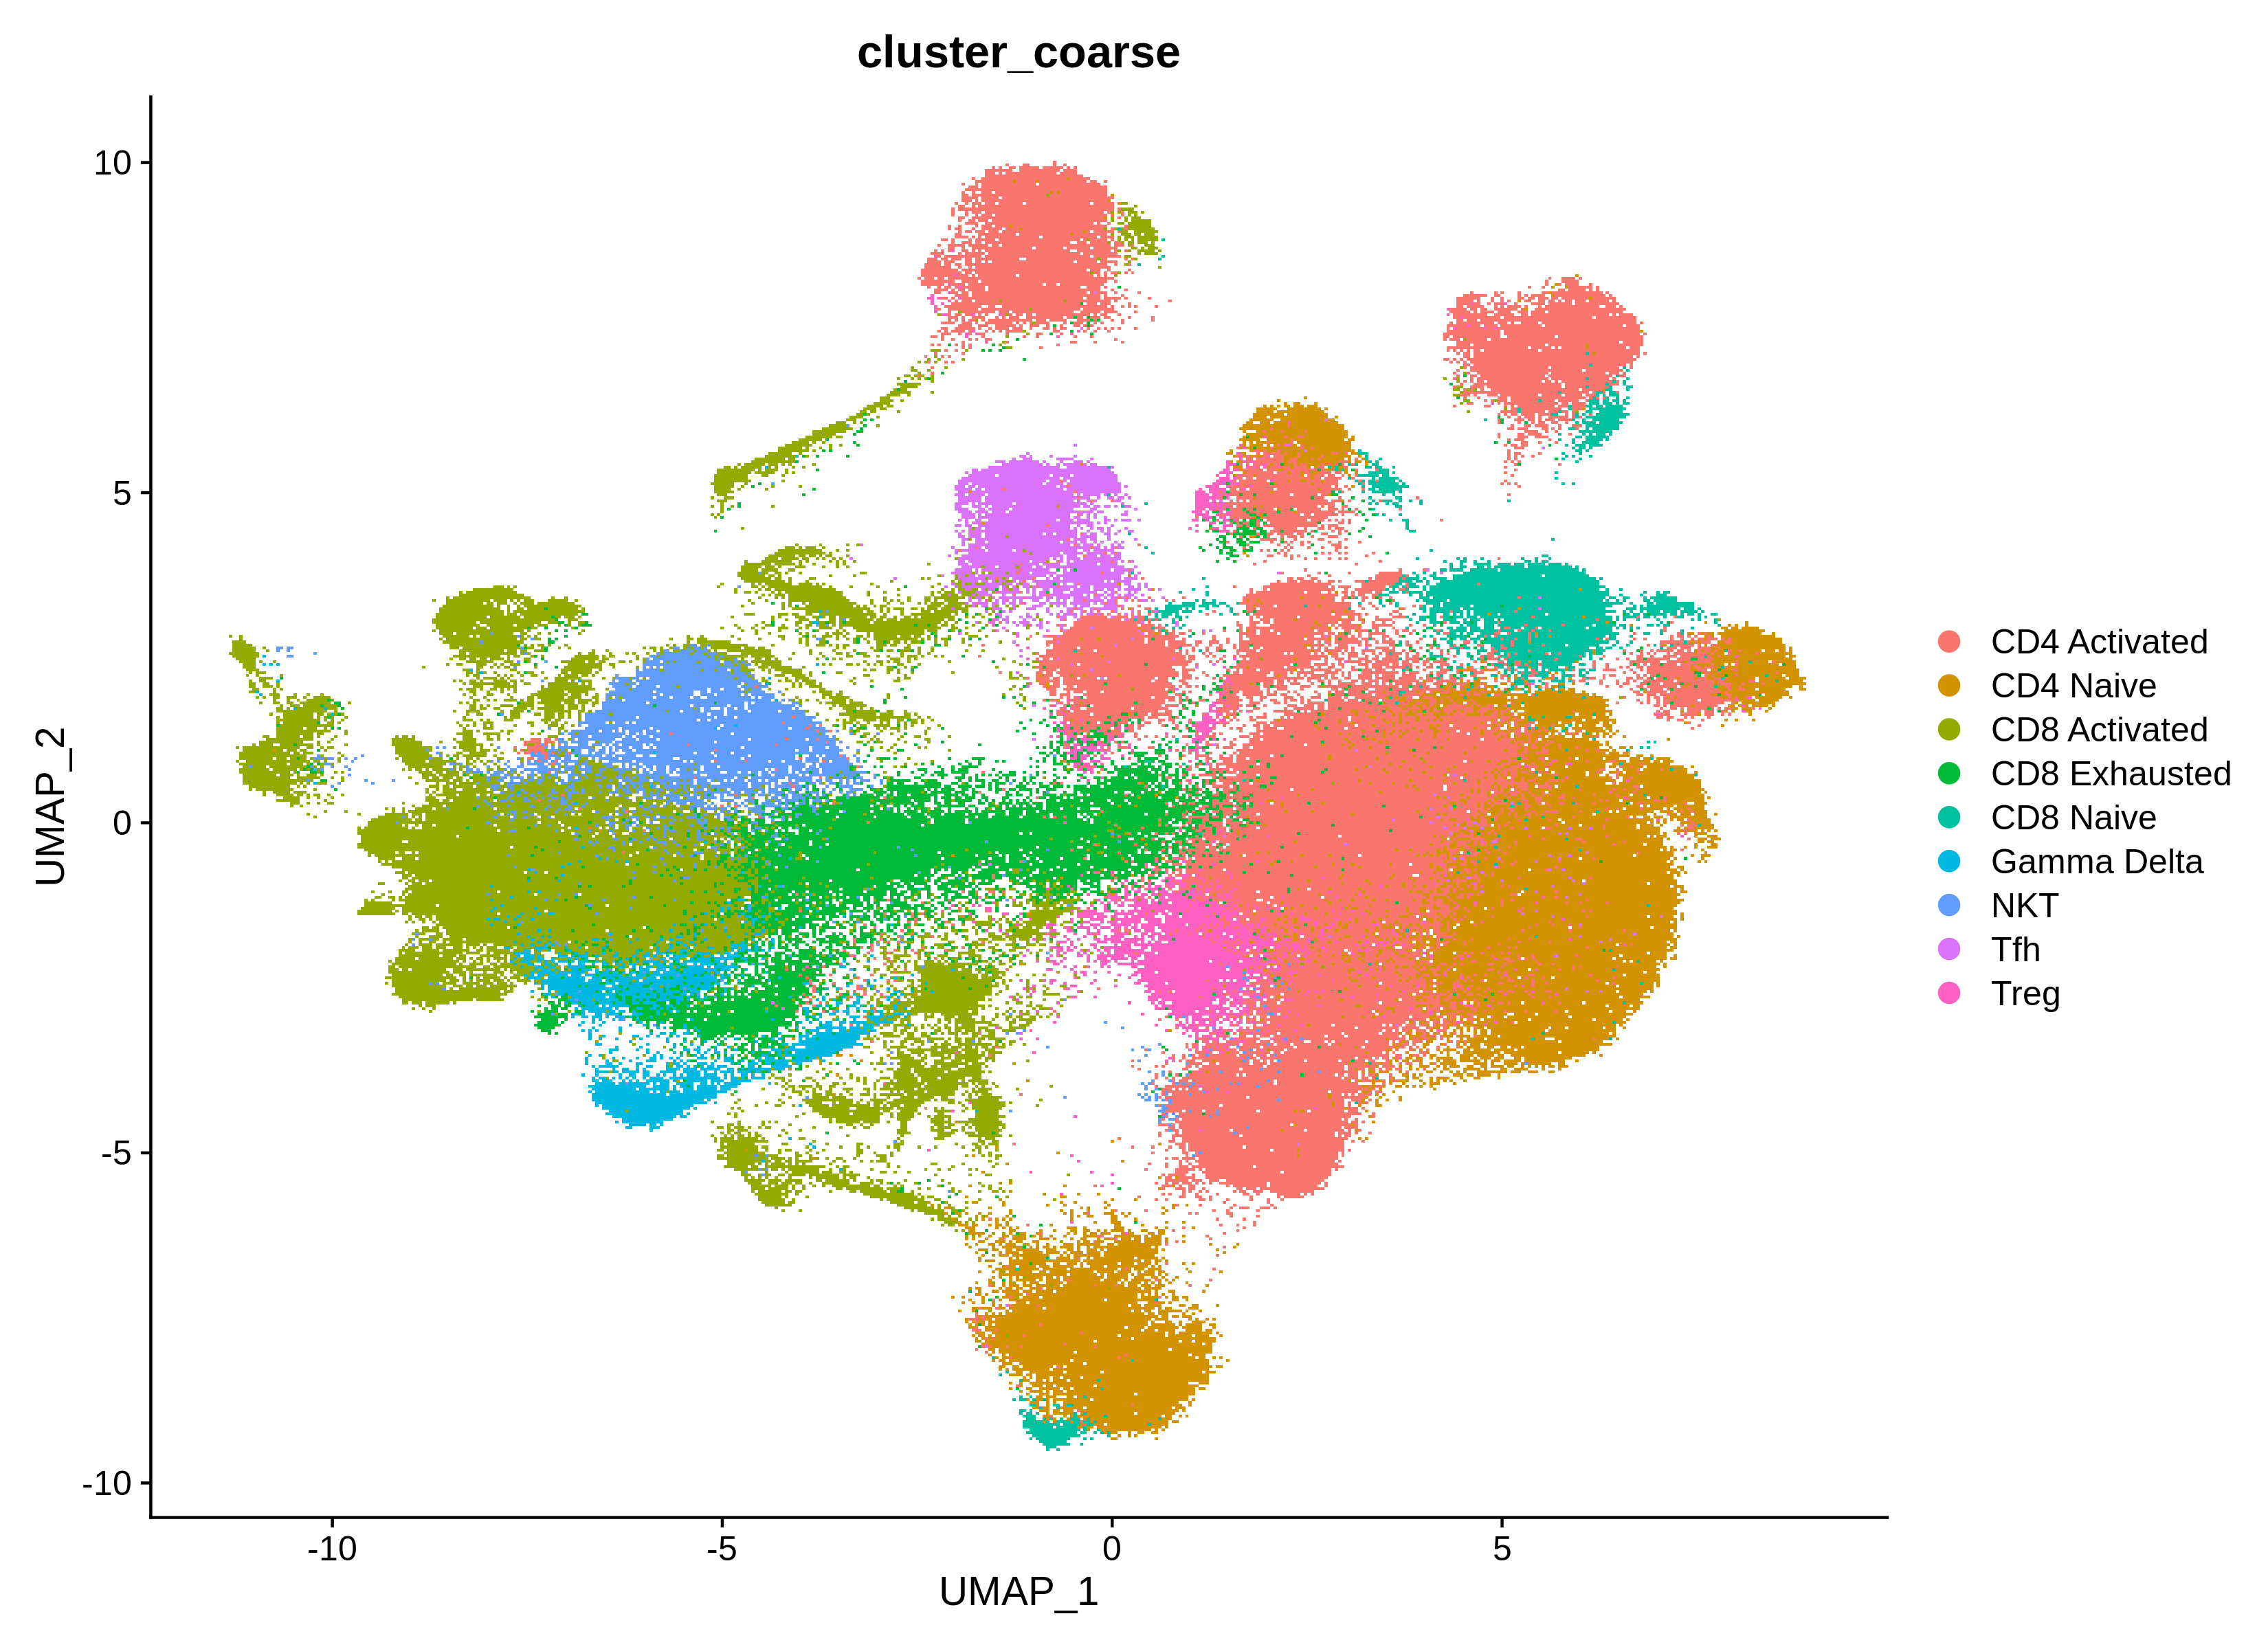 cluster_coarse
10
5
0
-5
-10
UMAP_2
-10
-5
0
5
UMAP_1
CD4 Activated
CD4 Naive
CD8 Activated
CD8 Exhausted
CD8 Naive
Gamma Delta
NKT
Tfh
Treg